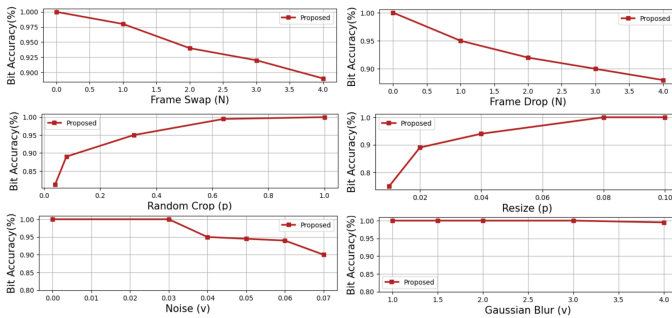 Bit Accuracy(%)
1.000
0.975
0.950
0.925
0.900
Proposed
0.0 0.5 1.0 1.5 2.0 2.5 3.0 3.5 4.0
Frame Swap (N)
Bit Accuracy(%)
1.00
0.95
0.90
Proposed
0.0 0.5 1.0 1.5 2.0 2.5 3.0 3.5 4.0
Frame Drop (N)
Bit Accuracy(%)
1.00
0.95
0.90
0.85
Proposed
0.0 0.2 0.4 0.6 0.8 1.0
Random Crop (p)
Bit Accuracy(%)
1.0
0.9
0.8
Proposed
0.02 0.04 0.06 0.08 0.10
Resize (p)
Bit Accuracy(%)
1.00
0.95
0.90
0.85
0.80
Proposed
0.00 0.01 0.02 0.03 0.04 0.05 0.06 0.07
Noise (v)
Bit Accuracy(%)
1.00
0.95
0.90
0.85
0.80
Proposed
1.0 1.5 2.0 2.5 3.0 3.5 4.0
Gaussian Blur (v)